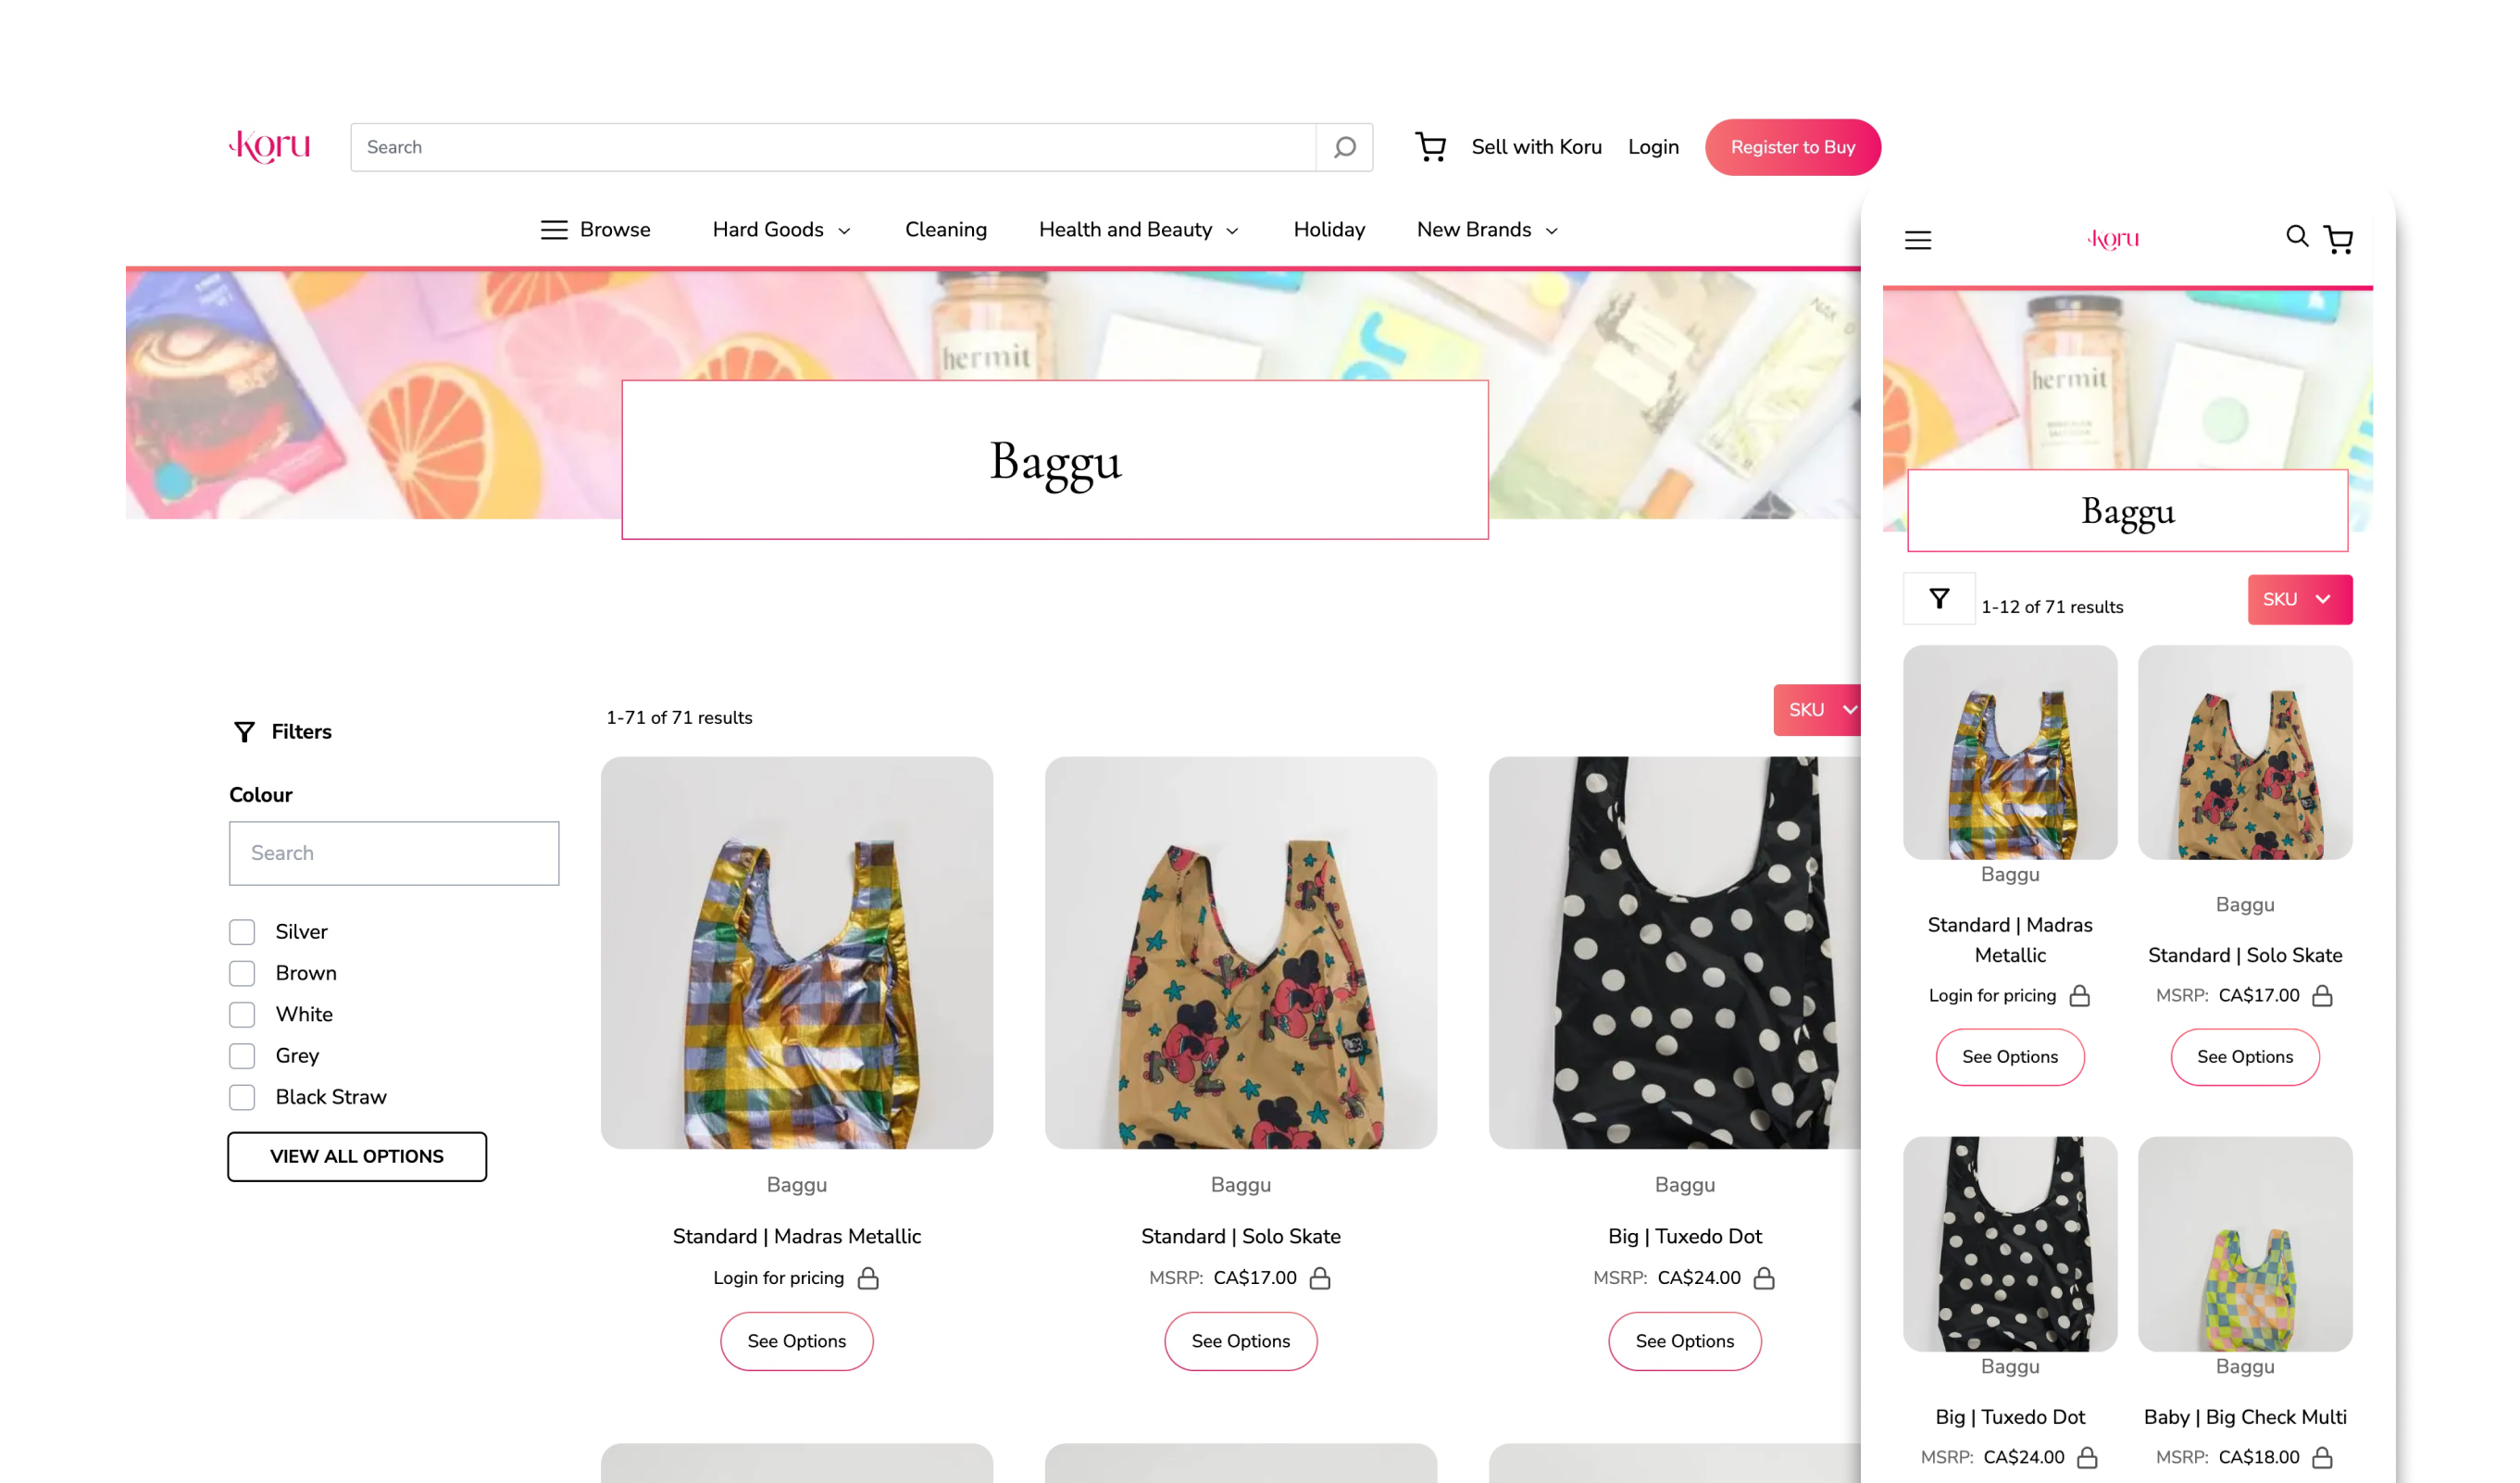 Koru
Search
Sell with Koru
Login
Register to Buy
Browse
Hard Goods
Cleaning
Health and Beauty
Holiday
New Brands
hermit
Baggu
Filters
Colour
Search
Silver
Brown
White
Grey
Black Straw
VIEW ALL OPTIONS
1-71 of 71 results
SKU
Baggu
Standard | Madras Metallic
Login for pricing
See Options
Baggu
Standard | Solo Skate
MSRP: CA$17.00
See Options
Baggu
Big | Tuxedo Dot
MSRP: CA$24.00
See Options
Koru
hermit
Baggu
1-12 of 71 results
SKU
Baggu
Standard | Madras
Metallic
Login for pricing
See Options
Baggu
Standard | Solo Skate
MSRP: CA$17.00
See Options
Baggu
Big | Tuxedo Dot
MSRP: CA$24.00
Baggu
Baby | Big Check Multi
MSRP: CA$18.00